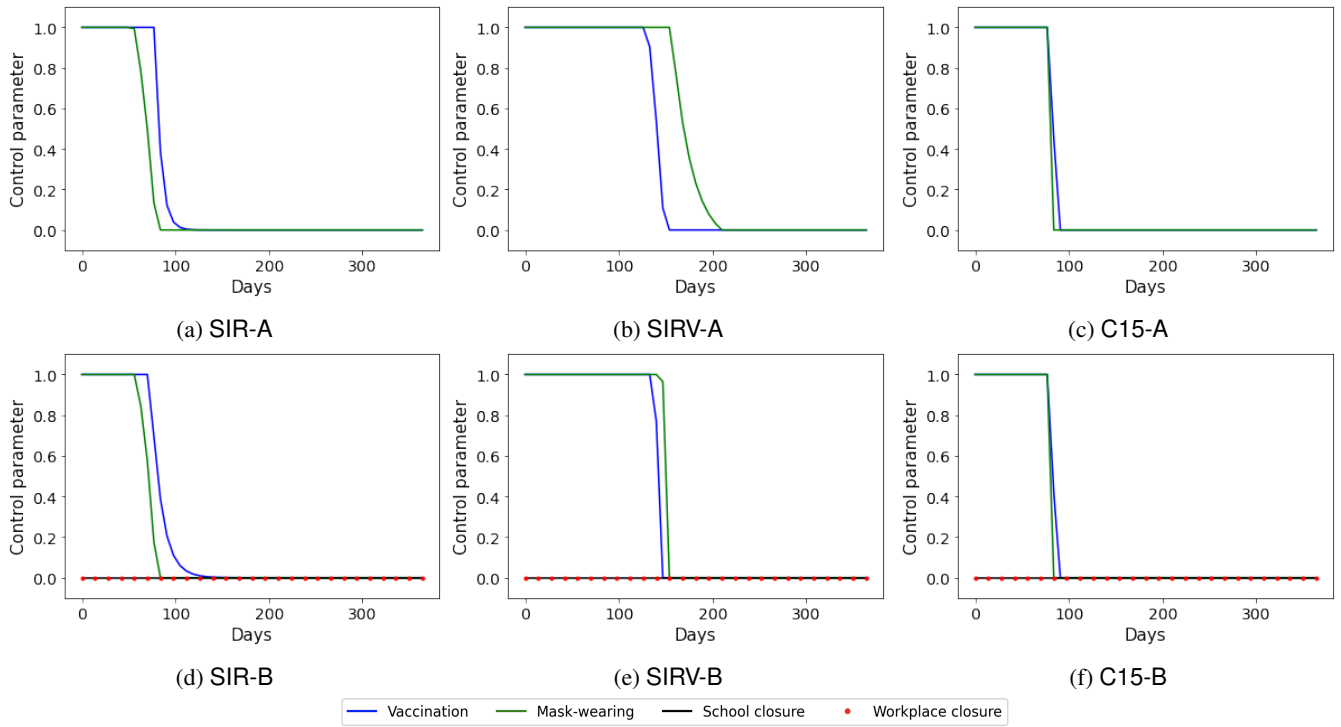 Control parameter
1.0
0.8
0.6
0.4
0.2
0.0
0 100 200 300
Days
(a) SIR-A
Control parameter
1.0
0.8
0.6
0.4
0.2
0.0
0 100 200 300
Days
(b) SIRV-A
Control parameter
1.0
0.8
0.6
0.4
0.2
0.0
0 100 200 300
Days
(c) C15-A
Control parameter
1.0
0.8
0.6
0.4
0.2
0.0
0 100 200 300
Days
(d) SIR-B
Control parameter
1.0
0.8
0.6
0.4
0.2
0.0
0 100 200 300
Days
(e) SIRV-B
Control parameter
1.0
0.8
0.6
0.4
0.2
0.0
0 100 200 300
Days
(f) C15-B
Vaccination Mask-wearing School closure Workplace closure